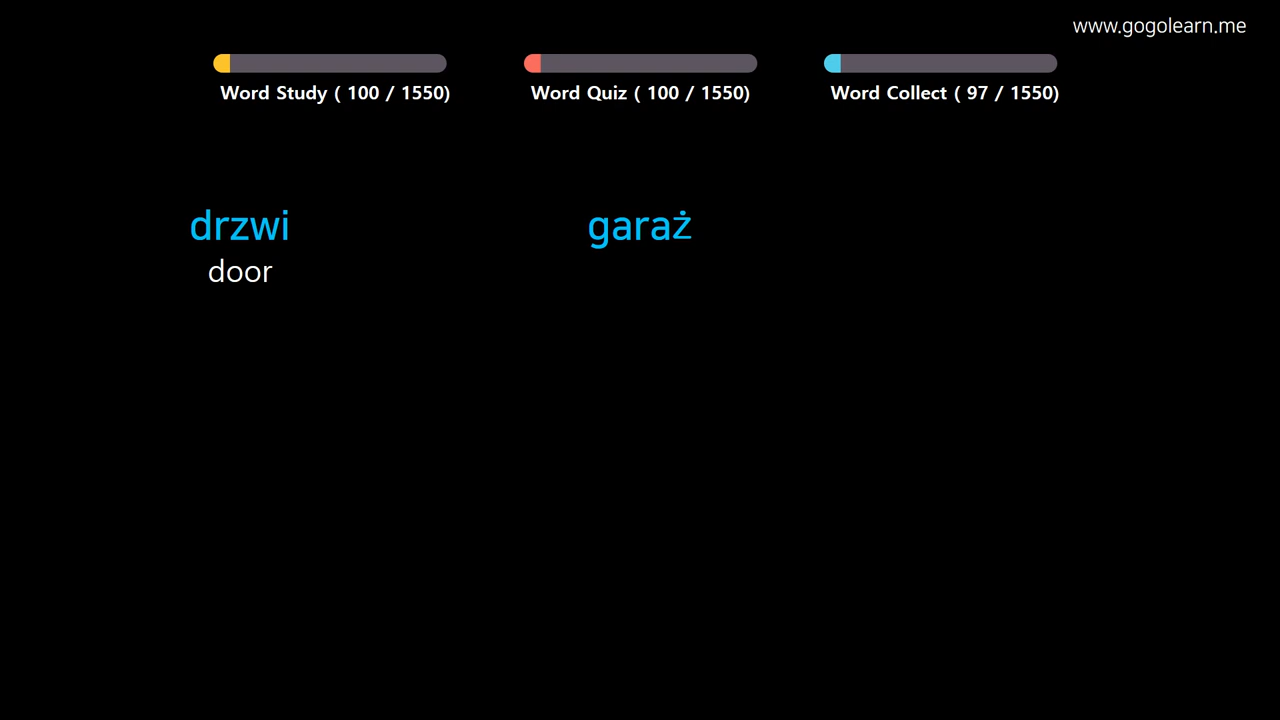 www.gogolearn.me
Word Study ( 100 / 1550)
Word Quiz ( 100 / 1550)
Word Collect ( 97 / 1550)
drzwi
door
garaż